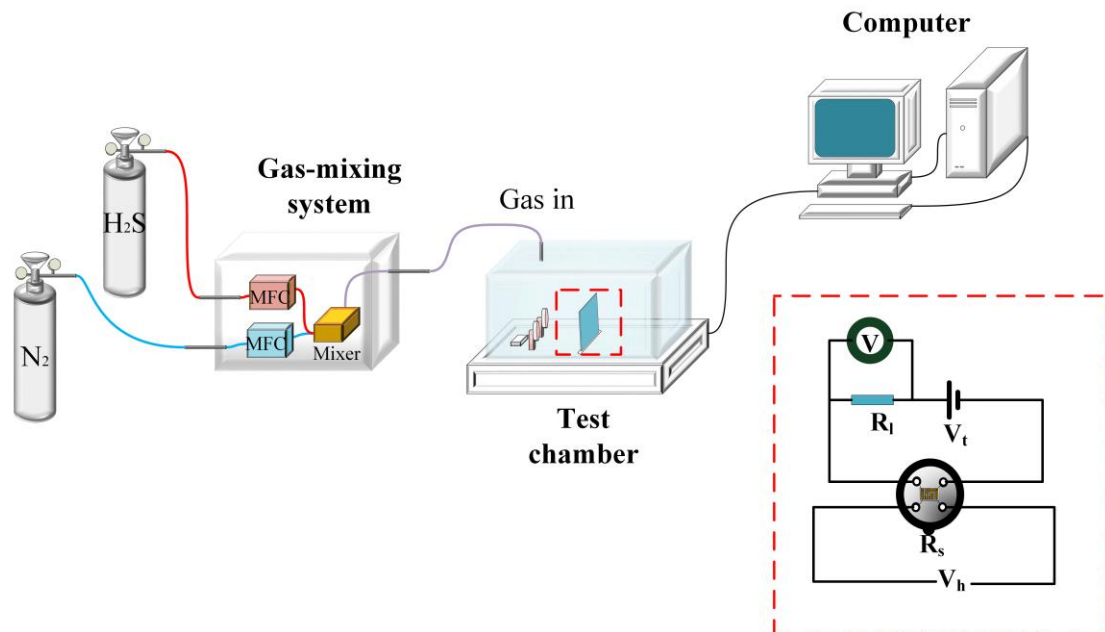 Computer
H₂S
N₂
Gas-mixing
system
MFC
MFC
Mixer
Gas in
Test
chamber
V
Rₗ
Vₜ
Rₛ
Vₕ